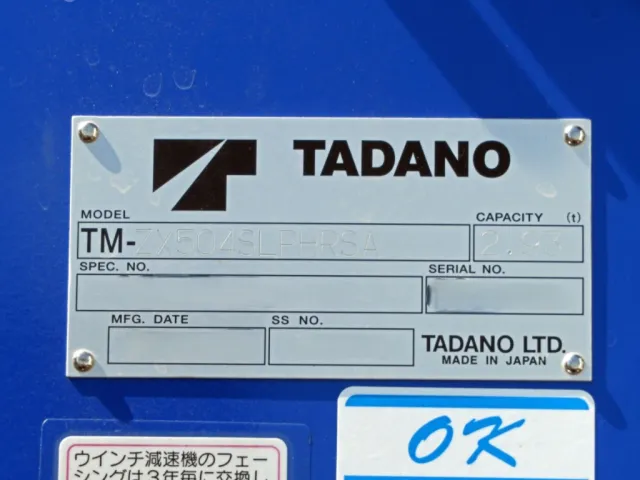 TADANO
MODEL
CAPACITY (t)
TM-ZX504SLPHRSA
2.93
SPEC. NO.
SERIAL NO.
MFG. DATE
SS NO.
TADANO LTD.
MADE IN JAPAN
OK
ウインチ減速機のフェー
シングは3年毎に交換し